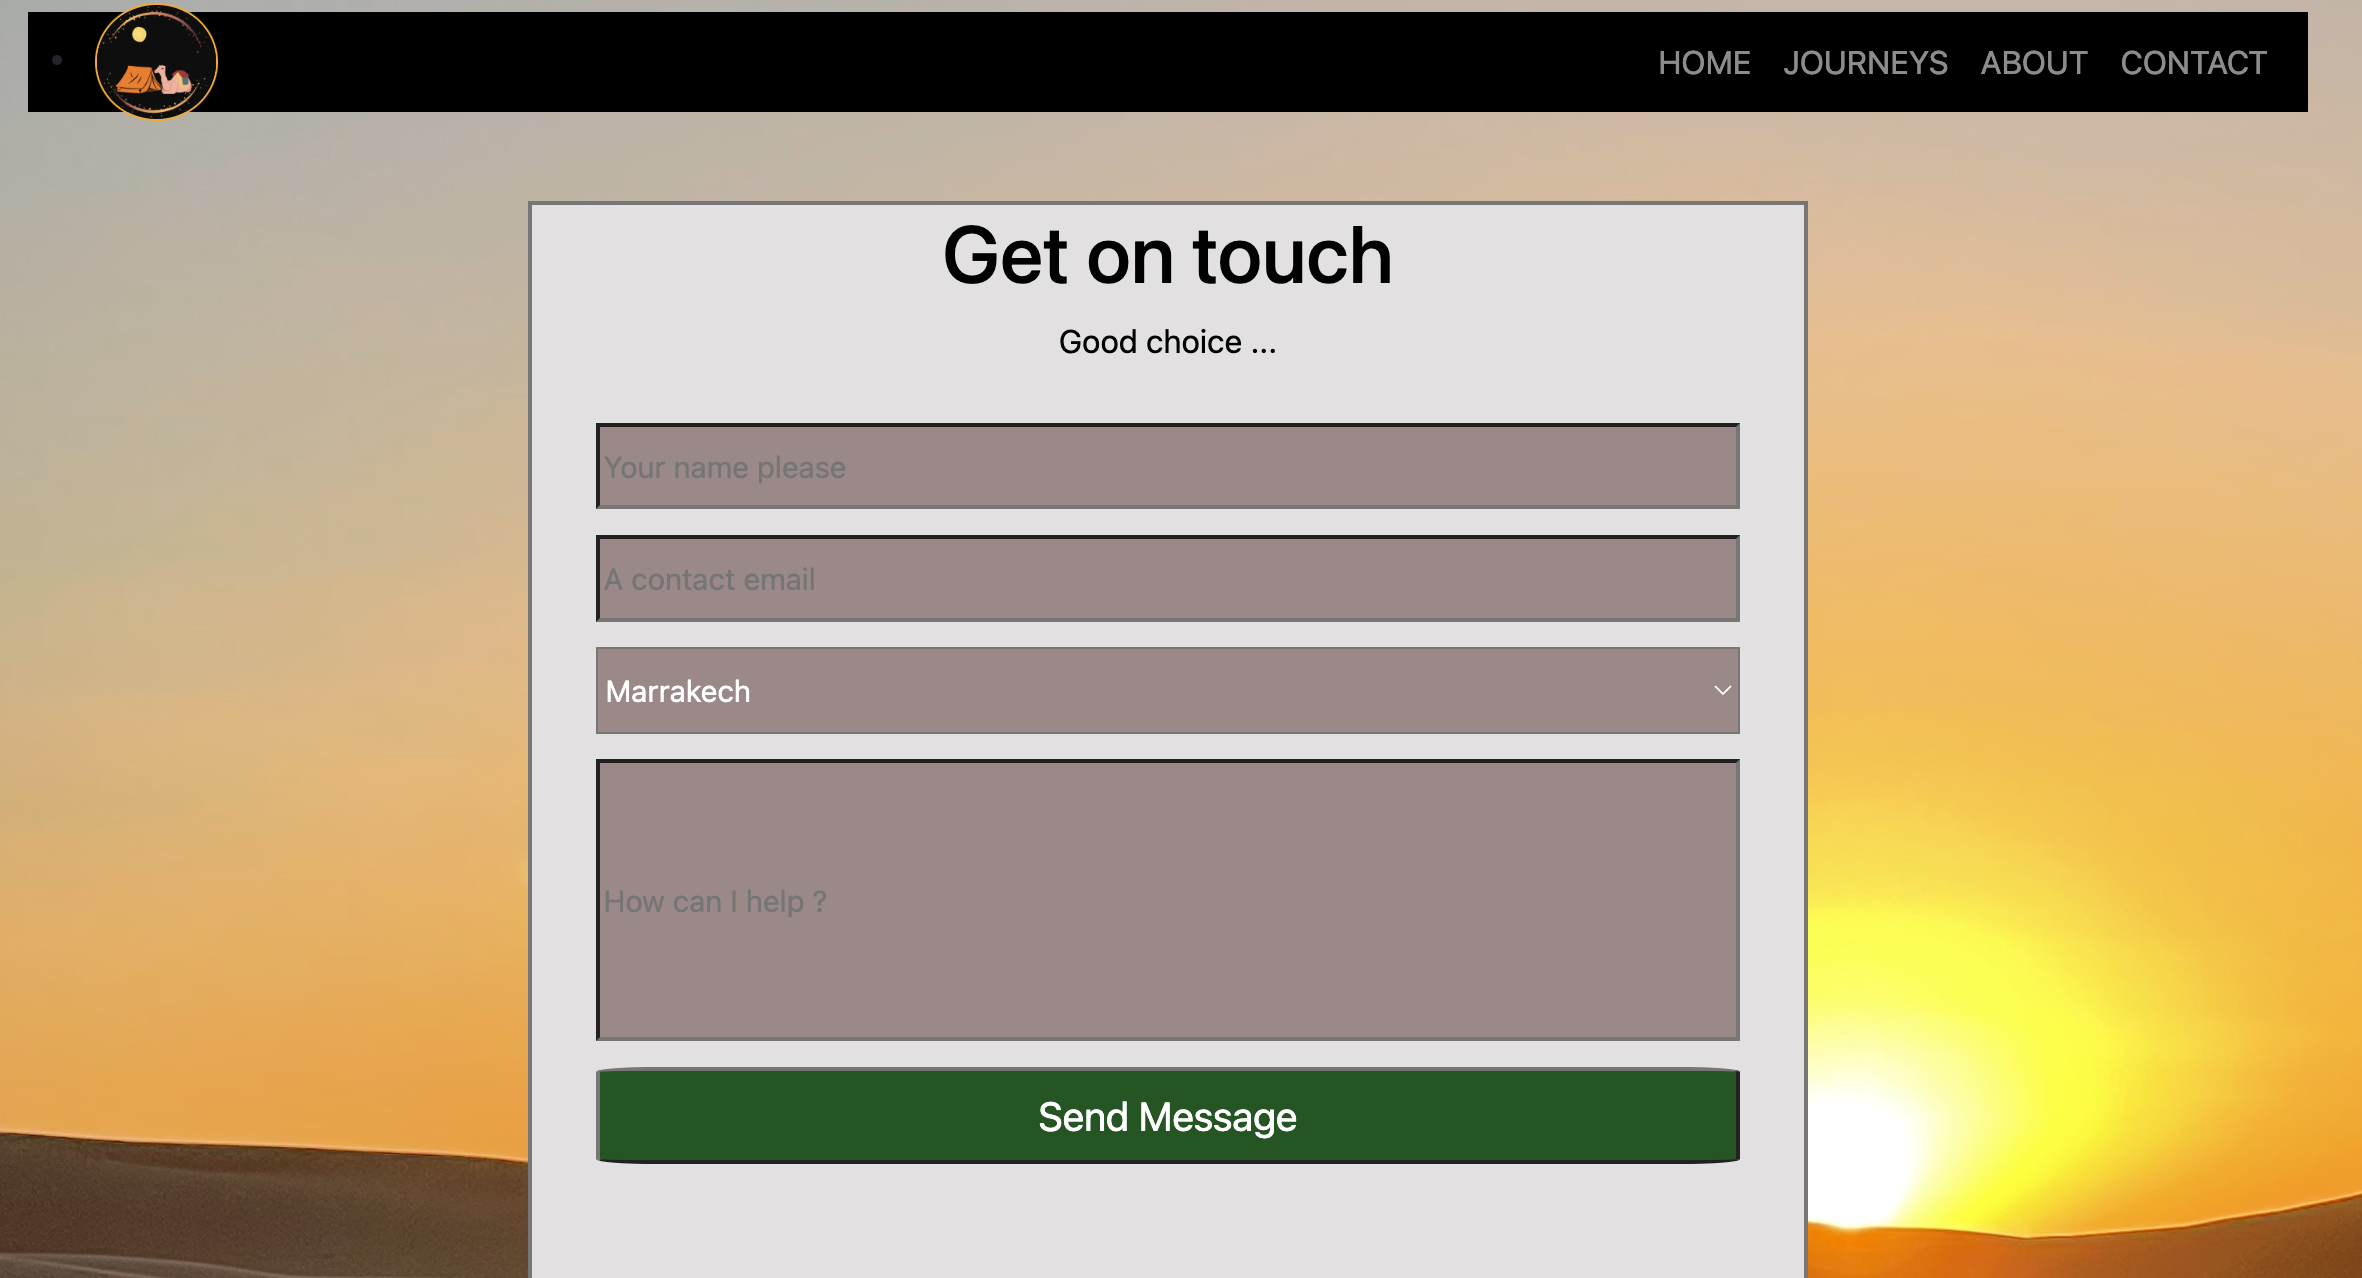 HOME JOURNEYS ABOUT CONTACT
Get on touch
Good choice ...
Your name please
A contact email
Marrakech
How can I help ?
Send Message